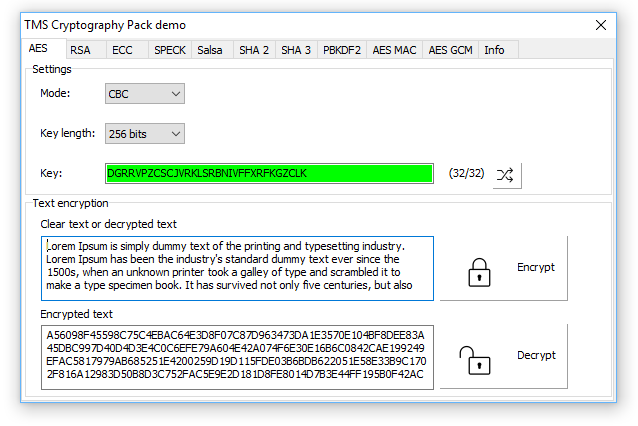 TMS Cryptography Pack demo
AES RSA ECC SPECK Salsa SHA 2 SHA 3 PBKDF2 AES MAC AES GCM Info
Settings
Mode: CBC
Key length: 256 bits
Key: DGRRVPZCSCJVRKLSRBNIVFFXRFKGZCLK (32/32)
Text encryption
Clear text or decrypted text
Lorem Ipsum is simply dummy text of the printing and typesetting industry.
Lorem Ipsum has been the industry's standard dummy text ever since the
1500s, when an unknown printer took a galley of type and scrambled it to
make a type specimen book. It has survived not only five centuries, but also
Encrypt
Encrypted text
A56098F45598C75C4EBAC64E3D8F07C87D963473DA1E3570E104BF8DEE83A
45DBC997D40D4D3E4C0C6EFE79A604E42A074F6E30E16B6C0842CAE199249
EFAC5817979AB685251E4200259D19D115FDE03B6BDB622051E58E33B9C170
2F816A12983D50B8D3C752FAC5E9E2D181D8FE8014D7B3E44FF195B0F42AC
Decrypt